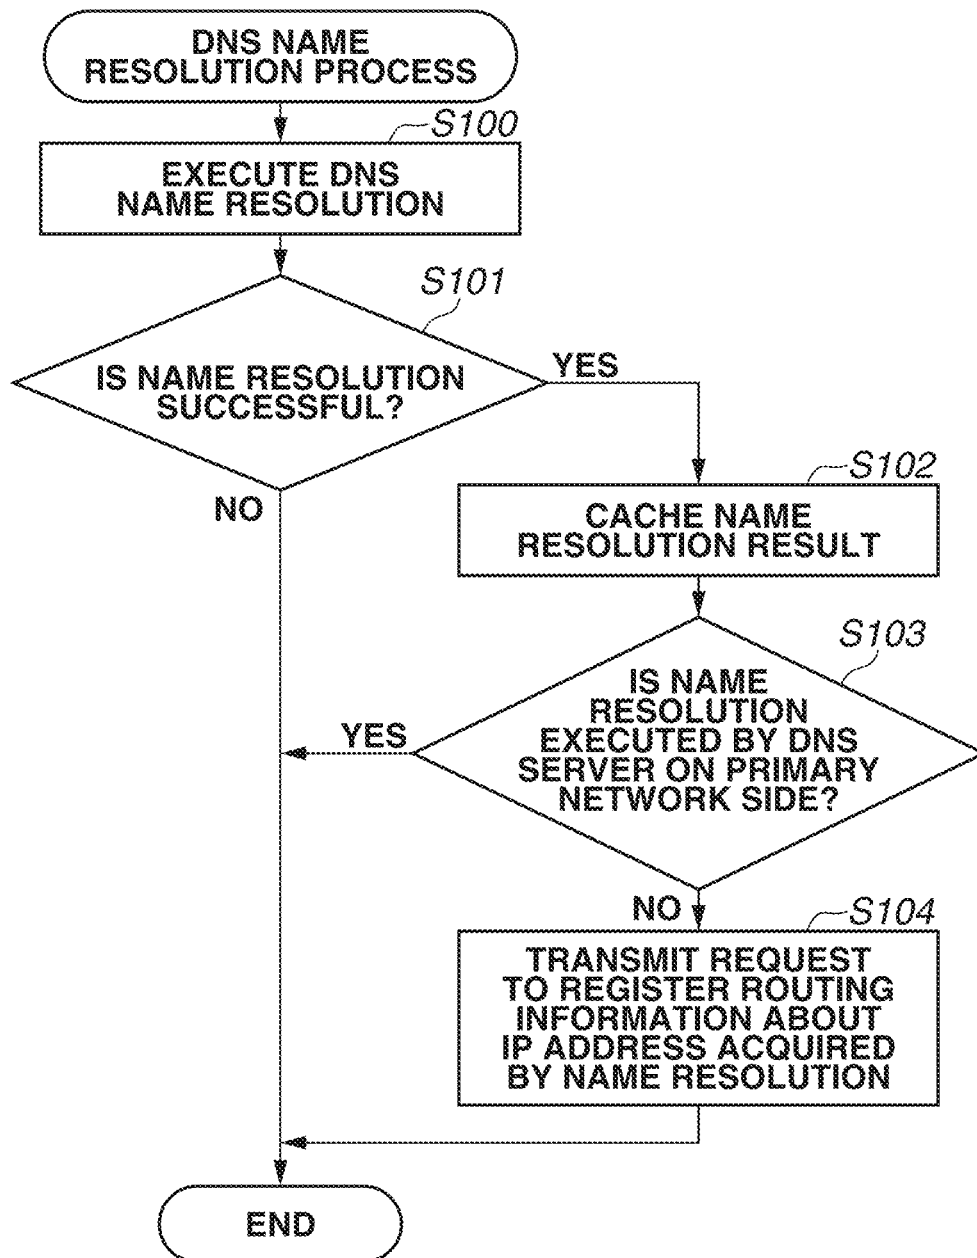 DNS NAME
RESOLUTION PROCESS
S100
EXECUTE DNS
NAME RESOLUTION
S101
IS NAME RESOLUTION
SUCCESSFUL?
YES
NO
S102
CACHE NAME
RESOLUTION RESULT
S103
IS NAME
RESOLUTION
EXECUTED BY DNS
SERVER ON PRIMARY
NETWORK SIDE?
YES
NO
S104
TRANSMIT REQUEST
TO REGISTER ROUTING
INFORMATION ABOUT
IP ADDRESS ACQUIRED
BY NAME RESOLUTION
END